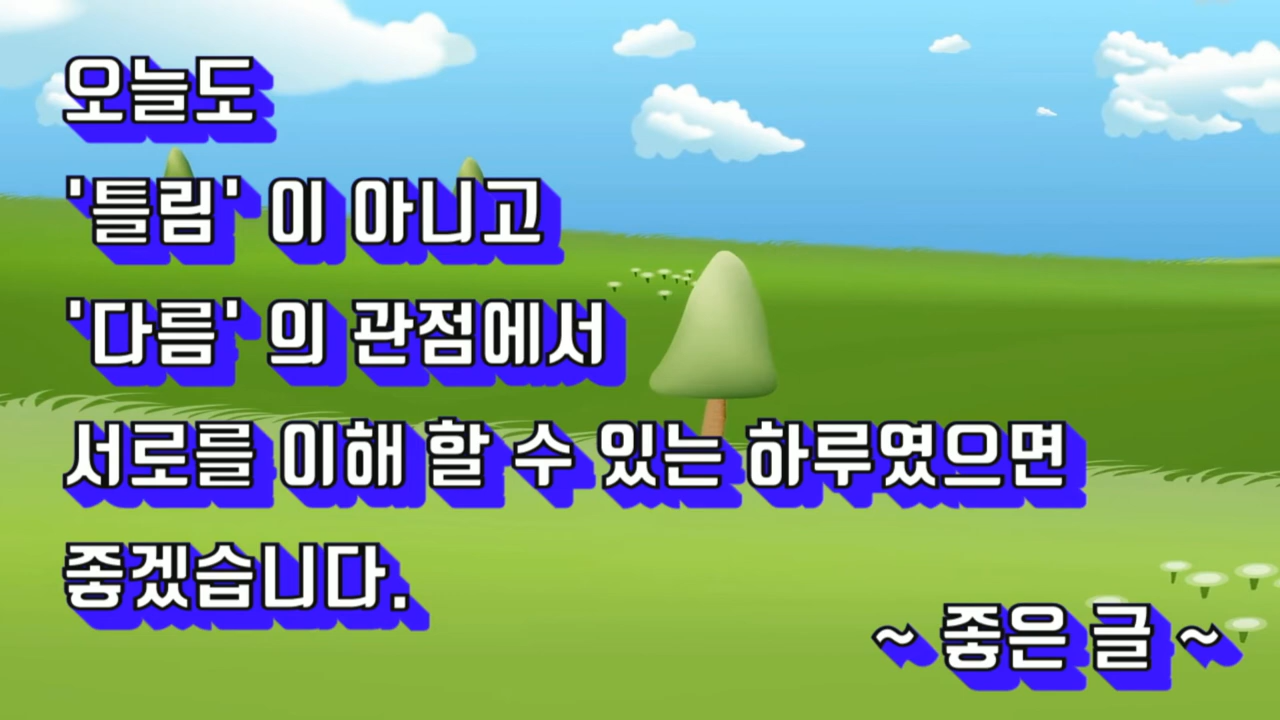 오늘도
'틀림' 이 아니고
'다름' 의 관점에서
서로를 이해 할 수 있는 하루였으면
좋겠습니다.
~ 좋은 글 ~